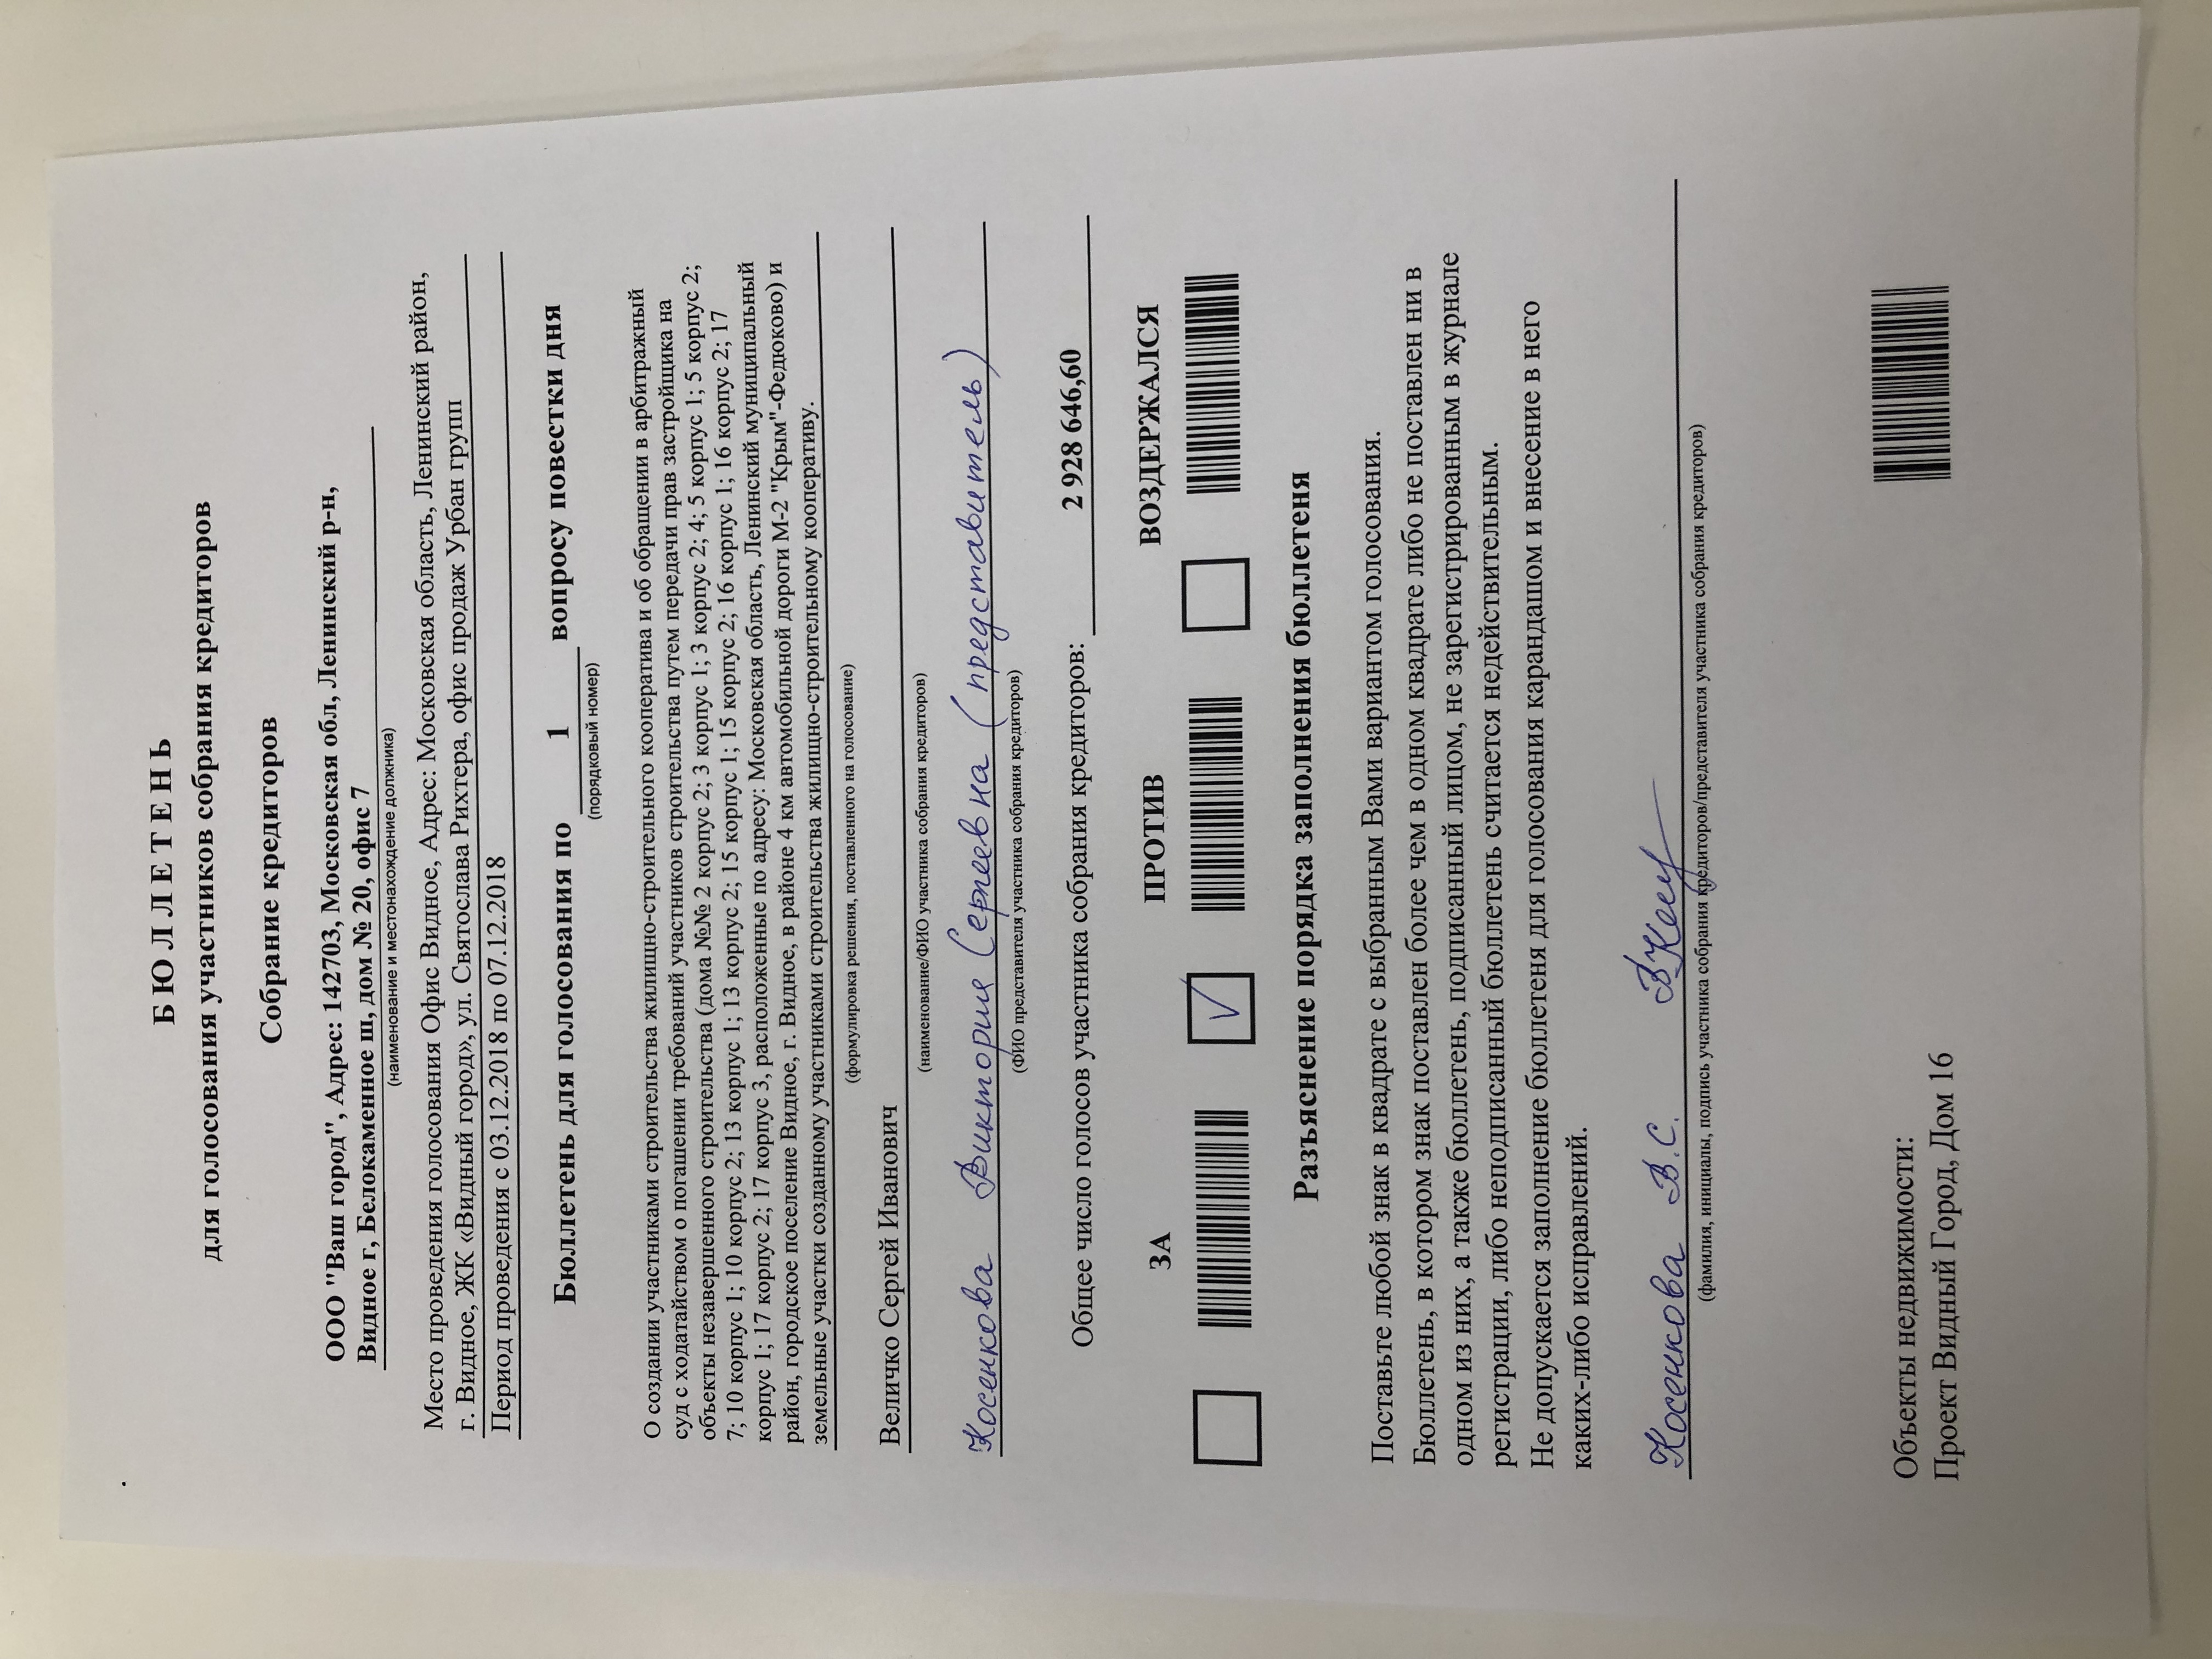 БЮЛЛЕТЕНЬ
для голосования участников собрания кредиторов
Собрание кредиторов
ООО "Ваш город", Адрес: 142703, Московская обл, Ленинский р-н,
Видное г, Белокаменное ш, дом № 20, офис 7
(наименование и местонахождение должника)
Место проведения голосования Офис Видное, Адрес: Московская область, Ленинский район,
г. Видное, ЖК «Видный город», ул. Святослава Рихтера, офис продаж Урбан групп
Период проведения с 03.12.2018 по 07.12.2018
Бюллетень для голосования по 1 вопросу повестки дня
(порядковый номер)
О создании участниками строительства жилищно-строительного кооператива и об обращении в арбитражный
суд с ходатайством о погашении требований участников строительства путем передачи прав застройщика на
объекты незавершенного строительства (дома №№ 2 корпус 2; 3 корпус 1; 3 корпус 2; 4; 5 корпус 1; 5 корпус 2;
7; 10 корпус 1; 10 корпус 2; 13 корпус 1; 13 корпус 2; 15 корпус 1; 15 корпус 2; 16 корпус 1; 16 корпус 2; 17
корпус 1; 17 корпус 2; 17 корпус 3, расположенные по адресу: Московская область, Ленинский муниципальный
район, городское поселение Видное, г. Видное, в районе 4 км автомобильной дороги М-2 "Крым"-Федюково) и
земельные участки созданному участниками строительства жилищно-строительному кооперативу.
(формулировка решения, поставленного на голосование)
Величко Сергей Иванович
(наименование/ФИО участника собрания кредиторов)
Косенкова Виктория Сергеевна (представитель)
(ФИО представителя участника собрания кредиторов)
Общее число голосов участника собрания кредиторов: 2 928 646,60
ЗА ПРОТИВ ВОЗДЕРЖАЛСЯ
Разъяснение порядка заполнения бюллетеня
Поставьте любой знак в квадрате с выбранным Вами вариантом голосования.
Бюллетень, в котором знак поставлен более чем в одном квадрате либо не поставлен ни в
одном из них, а также бюллетень, подписанный лицом, не зарегистрированным в журнале
регистрации, либо неподписанный бюллетень считается недействительным.
Не допускается заполнение бюллетеня для голосования карандашом и внесение в него
каких-либо исправлений.
Косенкова В.С.
(фамилия, инициалы, подпись участника собрания кредиторов/представителя участника собрания кредиторов)
Объекты недвижимости:
Проект Видный Город, Дом 16